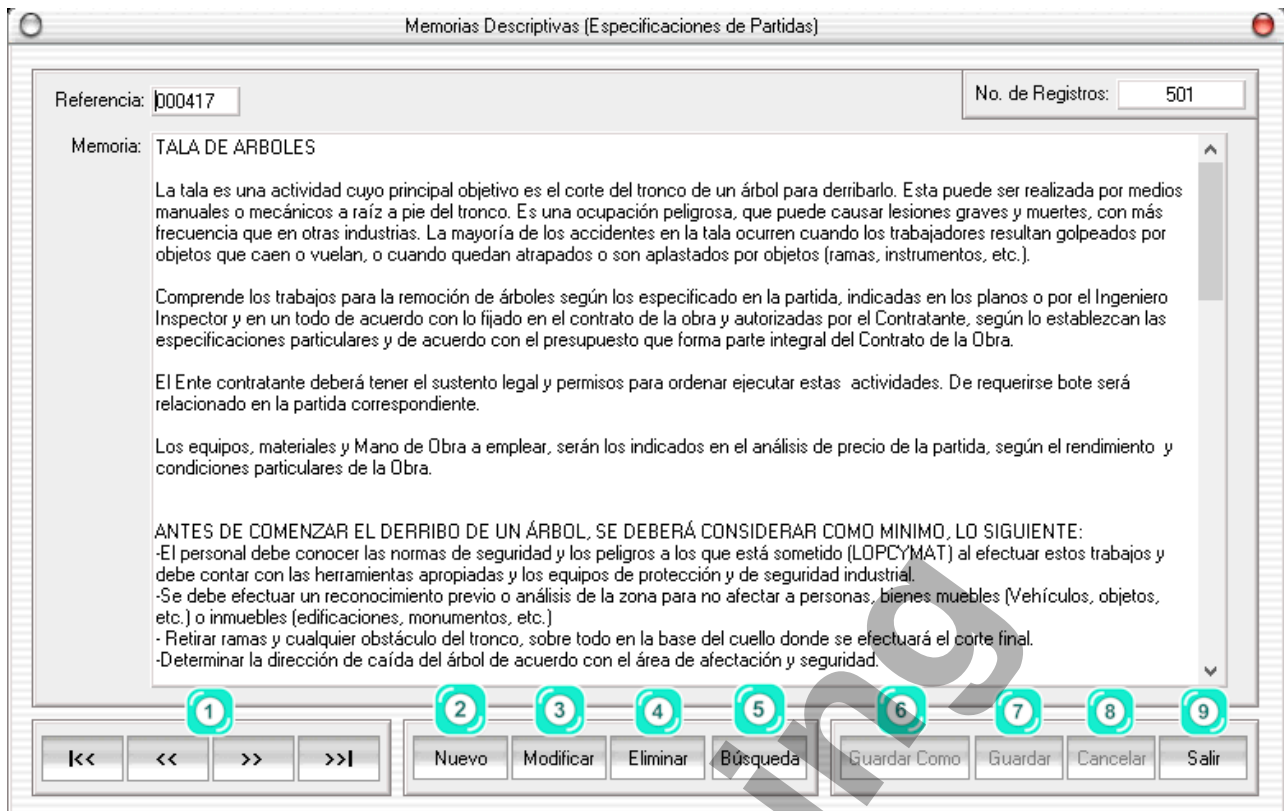 Memorias Descriptivas (Especificaciones de Partidas)
Referencia: 000417
No. de Registros: 501
Memoria: TALA DE ARBOLES
La tala es una actividad cuyo principal objetivo es el corte del tronco de un árbol para derribarlo. Esta puede ser realizada por medios
manuales o mecánicos a raíz a pie del tronco. Es una ocupación peligrosa, que puede causar lesiones graves y muertes, con más
frecuencia que en otras industrias. La mayoría de los accidentes en la tala ocurren cuando los trabajadores resultan golpeados por
objetos que caen o vuelan, o cuando quedan atrapados o son aplastados por objetos (ramas, instrumentos, etc.).
Comprende los trabajos para la remoción de árboles según los especificado en la partida, indicadas en los planos o por el Ingeniero
Inspector y en un todo de acuerdo con lo fijado en el contrato de la obra y autorizadas por el Contratante, según lo establezcan las
especificaciones particulares y de acuerdo con el presupuesto que forma parte integral del Contrato de la Obra.
El Ente contratante deberá tener el sustento legal y permisos para ordenar ejecutar estas  actividades. De requerirse bote será
relacionado en la partida correspondiente.
Los equipos, materiales y Mano de Obra a emplear, serán los indicados en el análisis de precio de la partida, según el rendimiento  y
condiciones particulares de la Obra.
ANTES DE COMENZAR EL DERRIBO DE UN ÁRBOL, SE DEBERÁ CONSIDERAR COMO MINIMO, LO SIGUIENTE:
-El personal debe conocer las normas de seguridad y los peligros a los que está sometido (LOPCYMAT) al efectuar estos trabajos y
debe contar con las herramientas apropiadas y los equipos de protección y de seguridad industrial.
-Se debe efectuar un reconocimiento previo o análisis de la zona para no afectar a personas, bienes muebles (Vehículos, objetos,
etc.) o inmuebles (edificaciones, monumentos, etc.)
- Retirar ramas y cualquier obstáculo del tronco, sobre todo en la base del cuello donde se efectuará el corte final.
-Determinar la dirección de caída del árbol de acuerdo con el área de afectación y seguridad.
1 2 3 4 5 6 7 8 9
|<< << >> >>| Nuevo Modificar Eliminar Búsqueda Guardar Como Guardar Cancelar Salir
ing